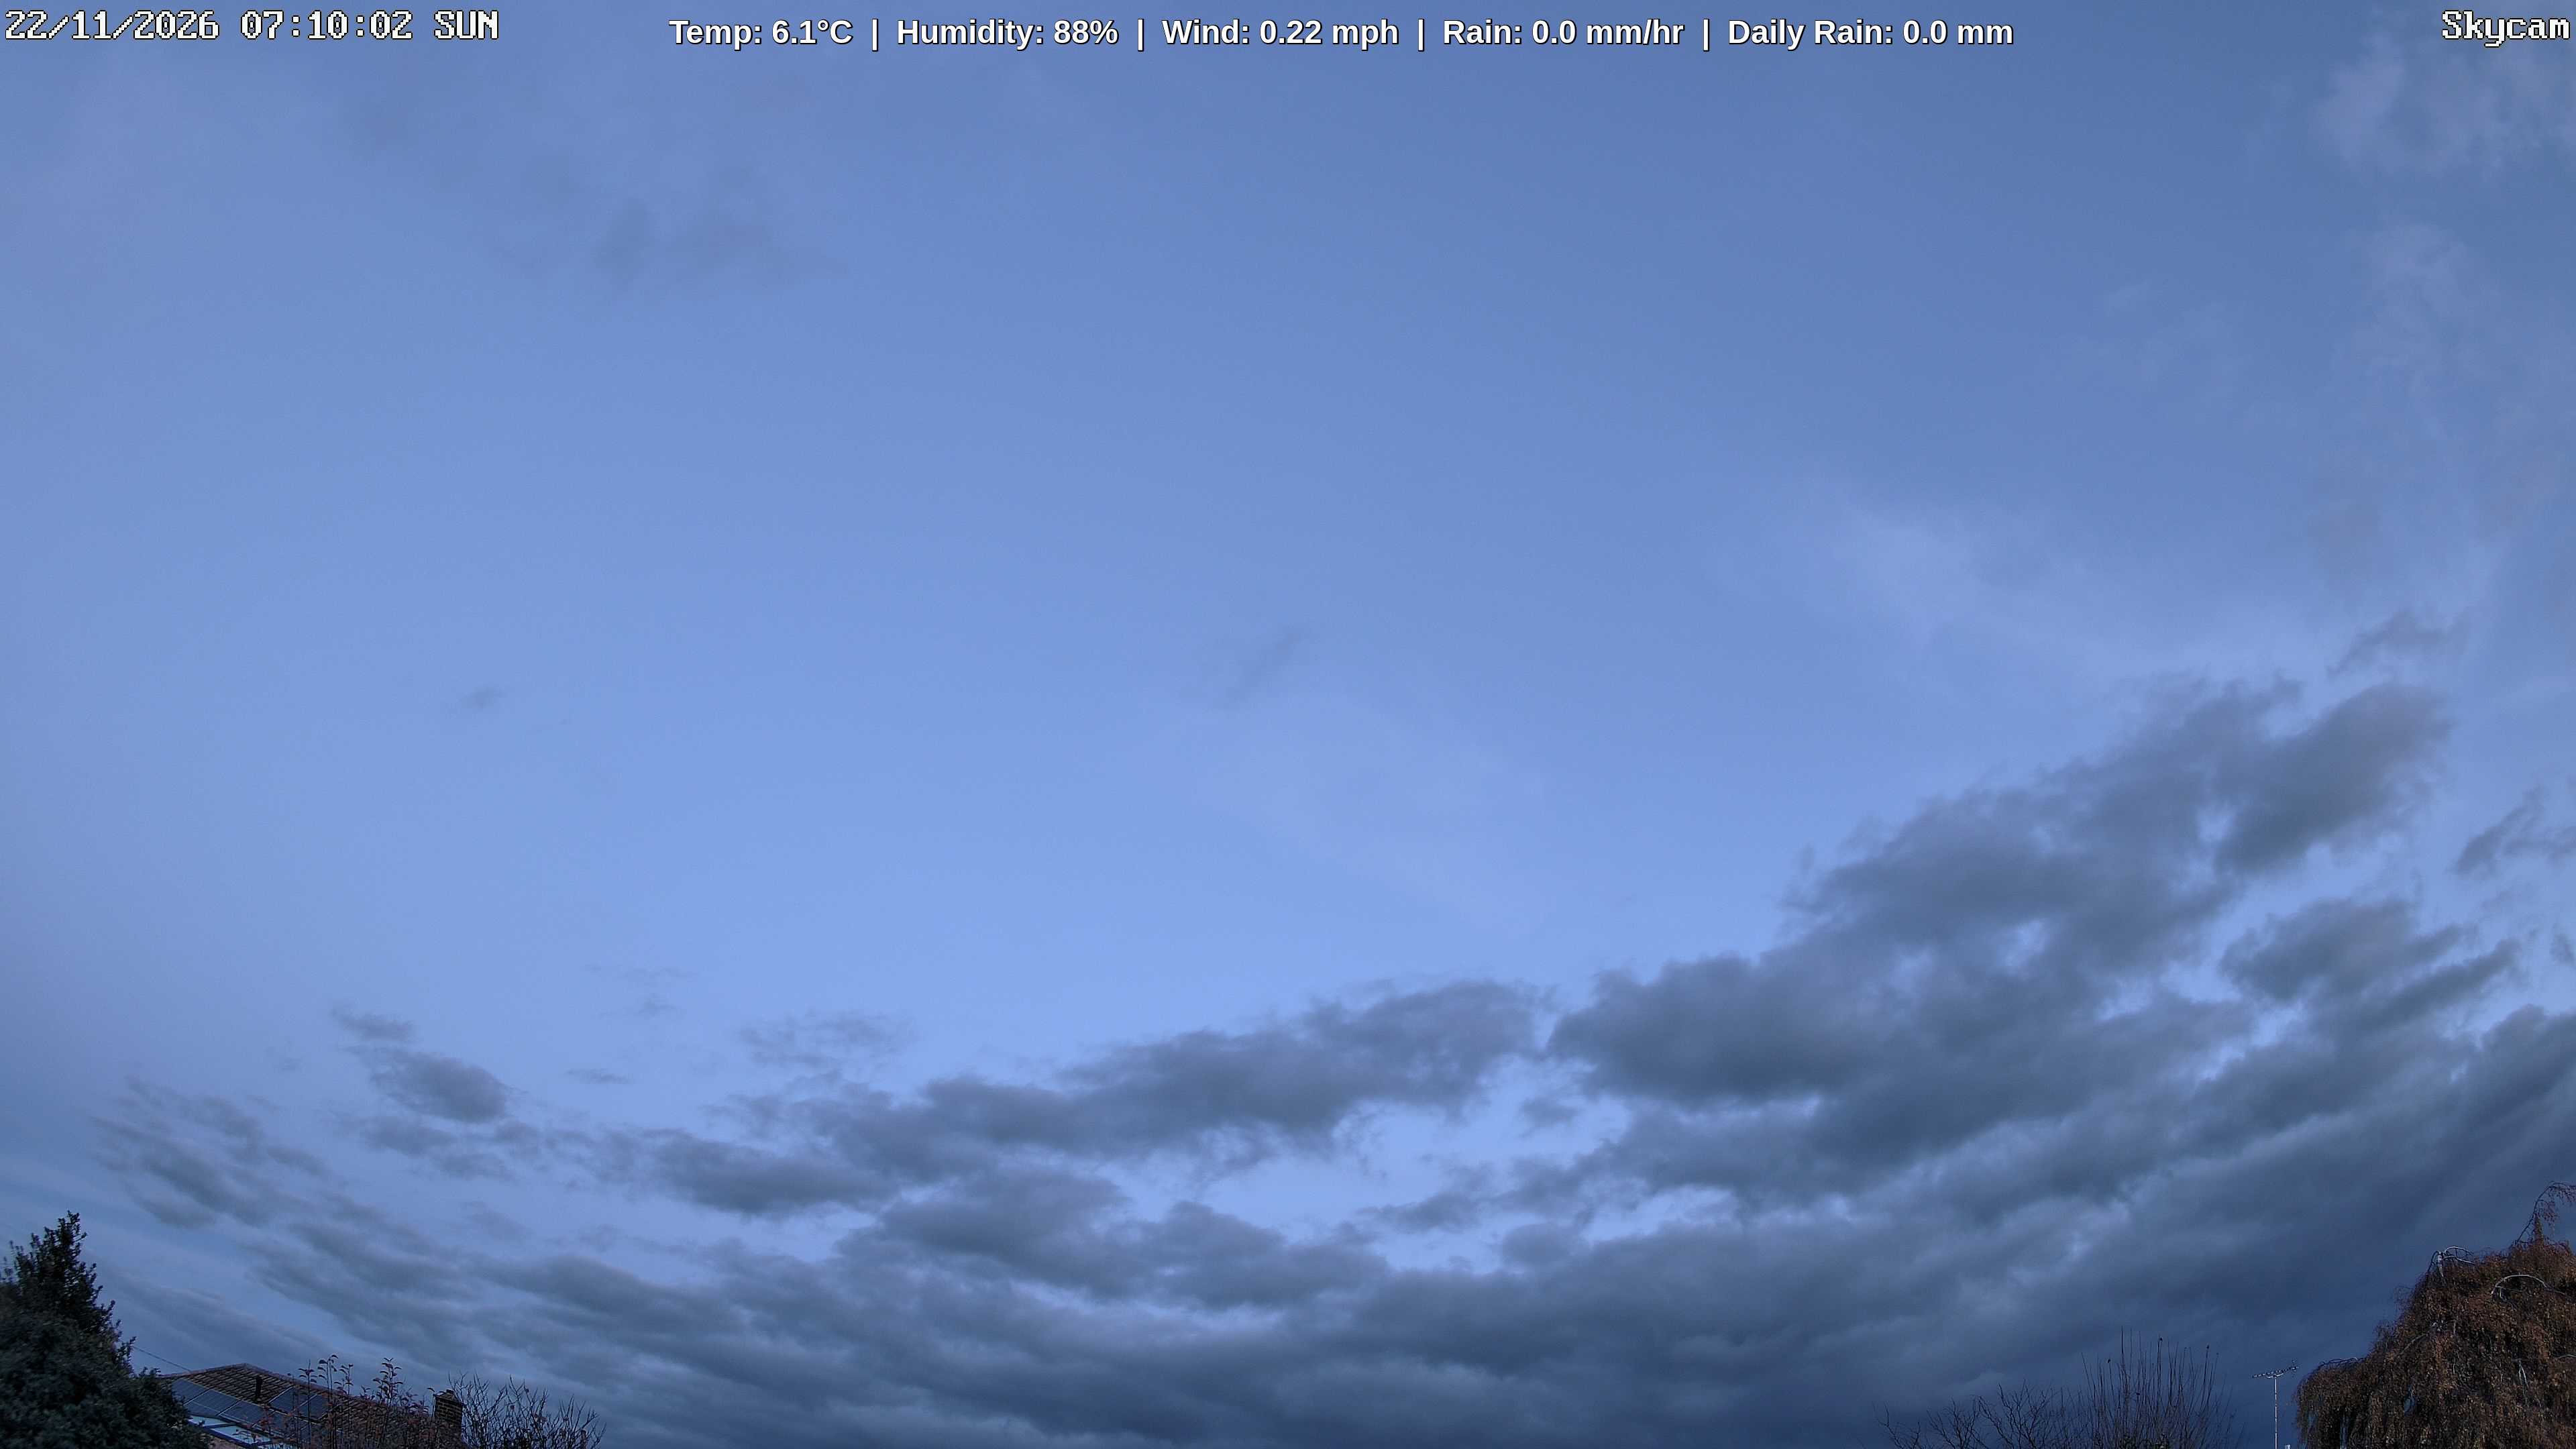 22/11/2026 07:10:02 SUN
Temp: 6.1°C | Humidity: 88% | Wind: 0.22 mph | Rain: 0.0 mm/hr | Daily Rain: 0.0 mm
Skycam